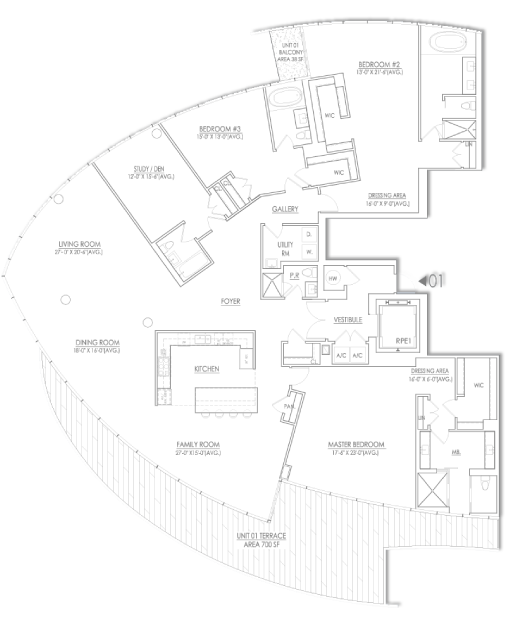 UNIT 01
BALCONY
AREA 38 SF
BEDROOM #2
13'-0" X 21'-6"(AVG.)
WIC
BEDROOM #3
15'-0" X 13'-0"(AVG.)
LIN
STUDY / DEN
12'-0" X 15'-6"(AVG.)
WIC
DRESSING AREA
16'-0" X 9'-0"(AVG.)
GALLERY
LIVING ROOM
27'-0" X 20'-6"(AVG.)
UTILITY
RM
D.
W.
P.R
HW
01
FOYER
VESTIBULE
RPE1
DINING ROOM
18'-0" X 16'-0"(AVG.)
A/C
A/C
KITCHEN
DRESSING AREA
16'-0" X 6'-0"(AVG.)
WIC
PAN
LIN
FAMILY ROOM
27'-0" X15'-0"(AVG.)
MASTER BEDROOM
17'-6" X 23'-0"(AVG.)
MB.
UNIT 01 TERRACE
AREA 700 SF